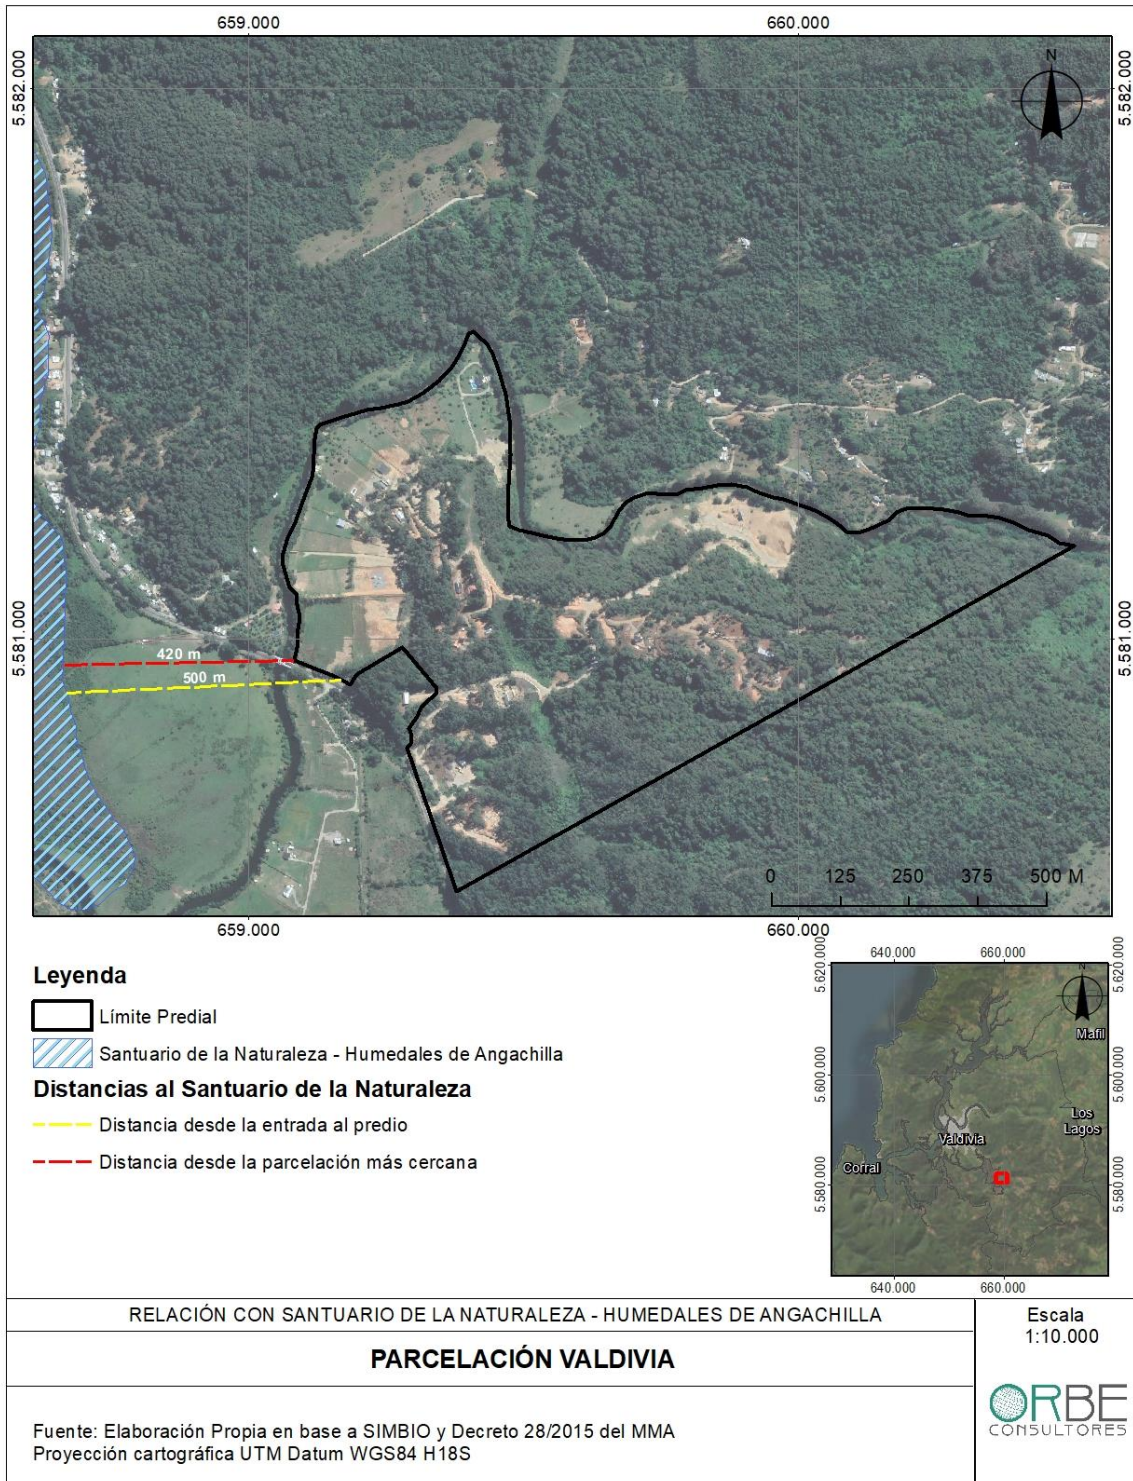 659.000
660.000
5.582.000
5.582.000
N
5.581.000
5.581.000
420 m
500 m
0 125 250 375 500 M
659.000
660.000
Leyenda
Límite Predial
Santuario de la Naturaleza - Humedales de Angachilla
Distancias al Santuario de la Naturaleza
Distancia desde la entrada al predio
Distancia desde la parcelación más cercana
640.000
660.000
5.620.000
5.620.000
N
Mafil
5.600.000
5.600.000
Los
Lagos
Valdivia
Corral
5.580.000
5.580.000
640.000
660.000
RELACIÓN CON SANTUARIO DE LA NATURALEZA - HUMEDALES DE ANGACHILLA
PARCELACIÓN VALDIVIA
Escala
1:10.000
Fuente: Elaboración Propia en base a SIMBIO y Decreto 28/2015 del MMA
Proyección cartográfica UTM Datum WGS84 H18S
ORBE
CONSULTORES